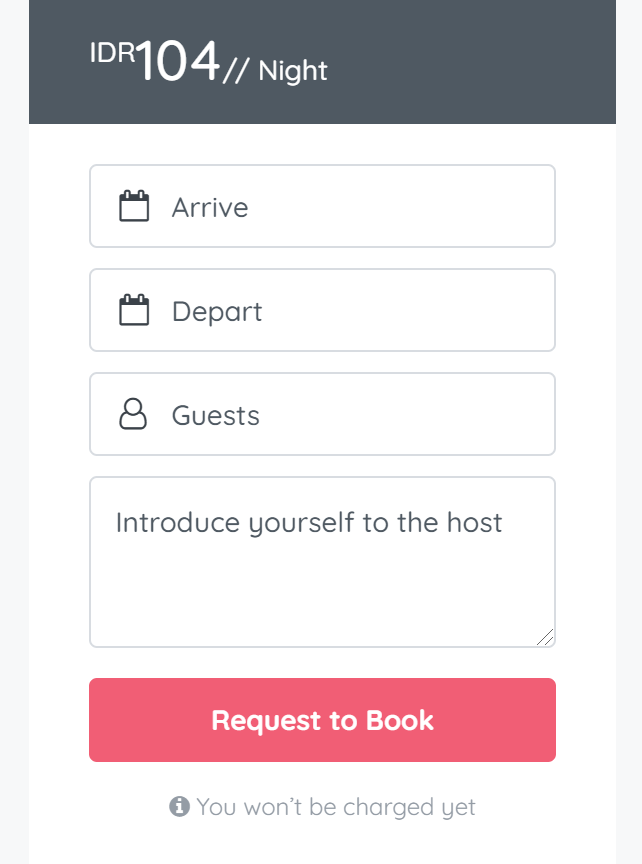 IDR104// Night
Arrive
Depart
Guests
Introduce yourself to the host
Request to Book
You won’t be charged yet